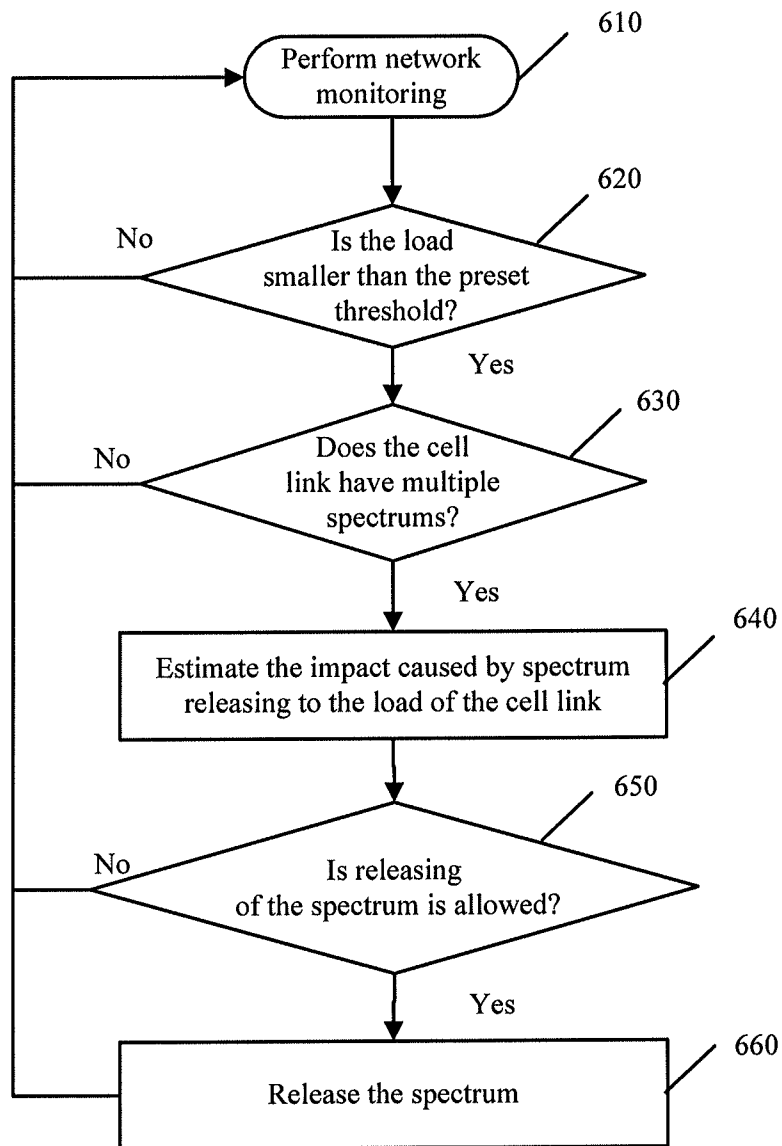 610
Perform network
monitoring
620
No
Is the load
smaller than the preset
threshold?
Yes
630
No
Does the cell
link have multiple
spectrums?
Yes
640
Estimate the impact caused by spectrum
releasing to the load of the cell link
650
No
Is releasing
of the spectrum is allowed?
Yes
660
Release the spectrum